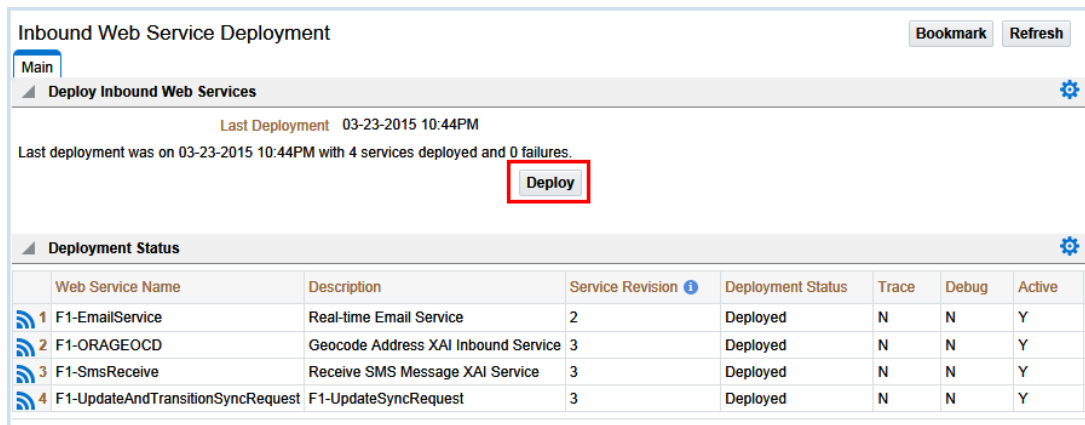 Inbound Web Service Deployment Bookmark Refresh
Main
Deploy Inbound Web Services
Last Deployment 03-23-2015 10:44PM
Last deployment was on 03-23-2015 10:44PM with 4 services deployed and 0 failures.
Deploy
Deployment Status
Web Service Name Description Service Revision Deployment Status Trace Debug Active
1 F1-EmailService Real-time Email Service 2 Deployed N N Y
2 F1-ORAGEOCD Geocode Address XAI Inbound Service 3 Deployed N N Y
3 F1-SmsReceive Receive SMS Message XAI Service 3 Deployed N N Y
4 F1-UpdateAndTransitionSyncRequest F1-UpdateSyncRequest 3 Deployed N N Y